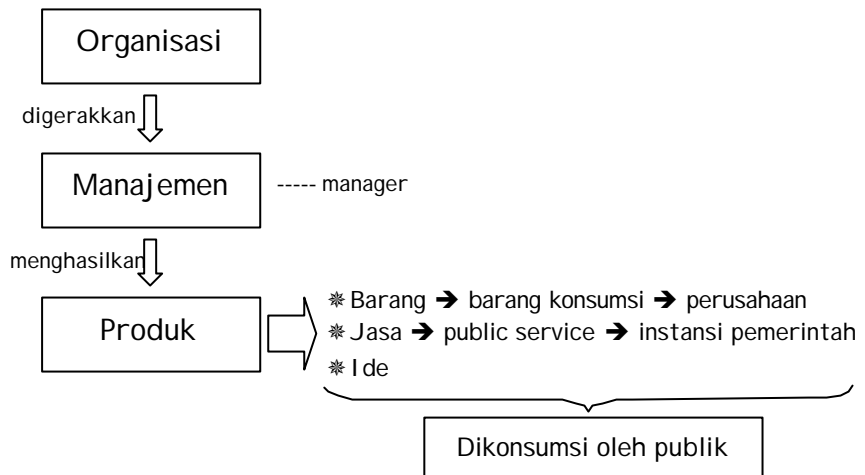 Organisasi
digerakkan
Manajemen ----- manager
menghasilkan
Produk
✵ Barang ➔ barang konsumsi ➔ perusahaan
✵ Jasa ➔ public service ➔ instansi pemerintah
✵ Ide
Dikonsumsi oleh publik